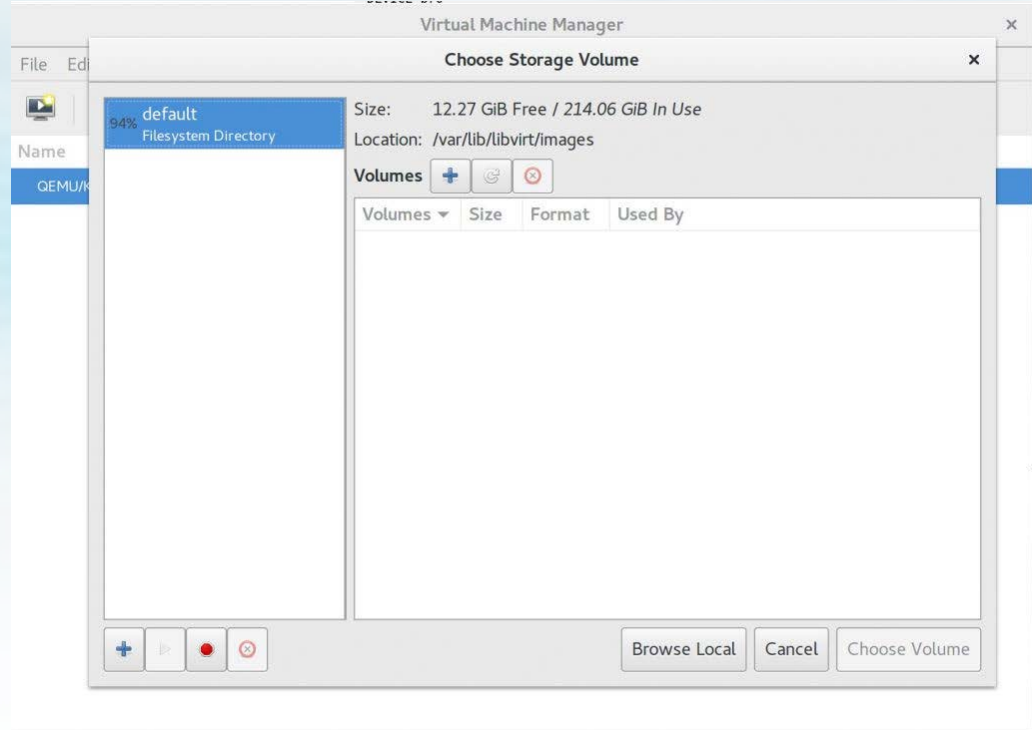 Virtual Machine Manager
File Edi
Choose Storage Volume
94% default
Filesystem Directory
Size: 12.27 GiB Free / 214.06 GiB In Use
Location: /var/lib/libvirt/images
Name
Volumes
QEMU/K
Volumes Size Format Used By
Browse Local Cancel Choose Volume